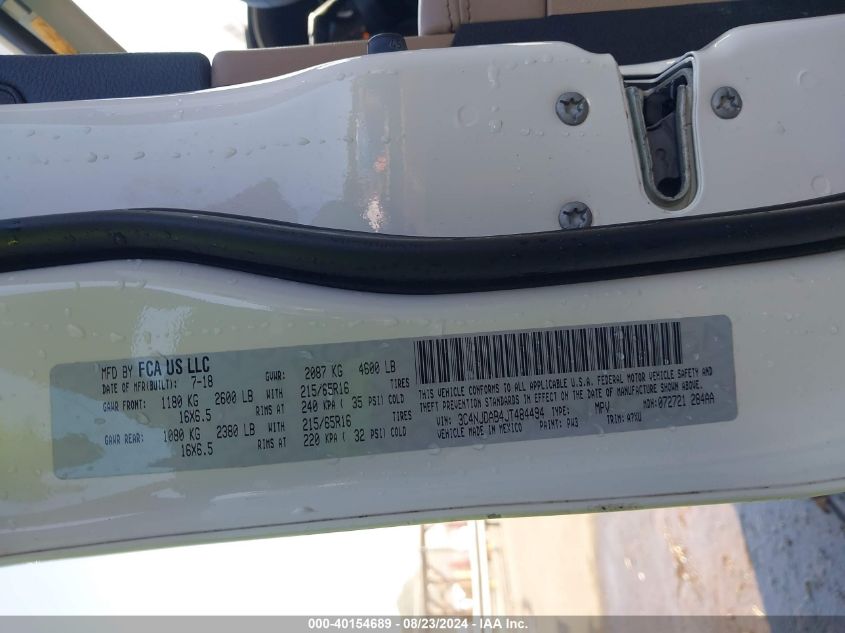 MFD BY FCA US LLC
DATE OF MFR(BUILT): 7-18 GVWR: 2087 KG 4600 LB
GAWR FRONT: 1180 KG 2600 LB WITH 215/65R16 TIRES
16X6.5 RIMS AT 240 KPA ( 35 PSI) COLD
GAWR REAR: 1080 KG 2380 LB WITH 215/65R16 TIRES
16X6.5 RIMS AT 220 KPA ( 32 PSI) COLD
THIS VEHICLE CONFORMS TO ALL APPLICABLE U.S.A. FEDERAL MOTOR VEHICLE SAFETY, BUMPER, AND
THEFT PREVENTION STANDARDS IN EFFECT ON THE DATE OF MANUFACTURE SHOWN ABOVE.
VIN: 3C4NJDAB4JT484494 TYPE: MPV MDH: 072721 284AA
VEHICLE MADE IN MEXICO PAINT: PW3 TRIM: A7XU
000-40154689 - 08/23/2024 - IAA Inc.